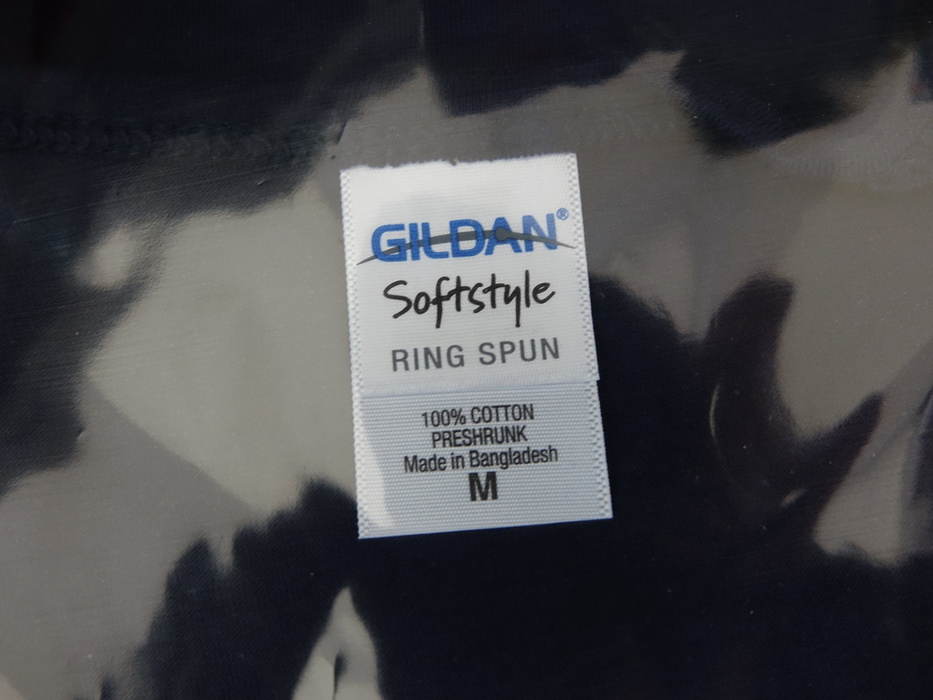 GILDAN®
Softstyle
RING SPUN
100% COTTON
PRESHRUNK
Made in Bangladesh
M